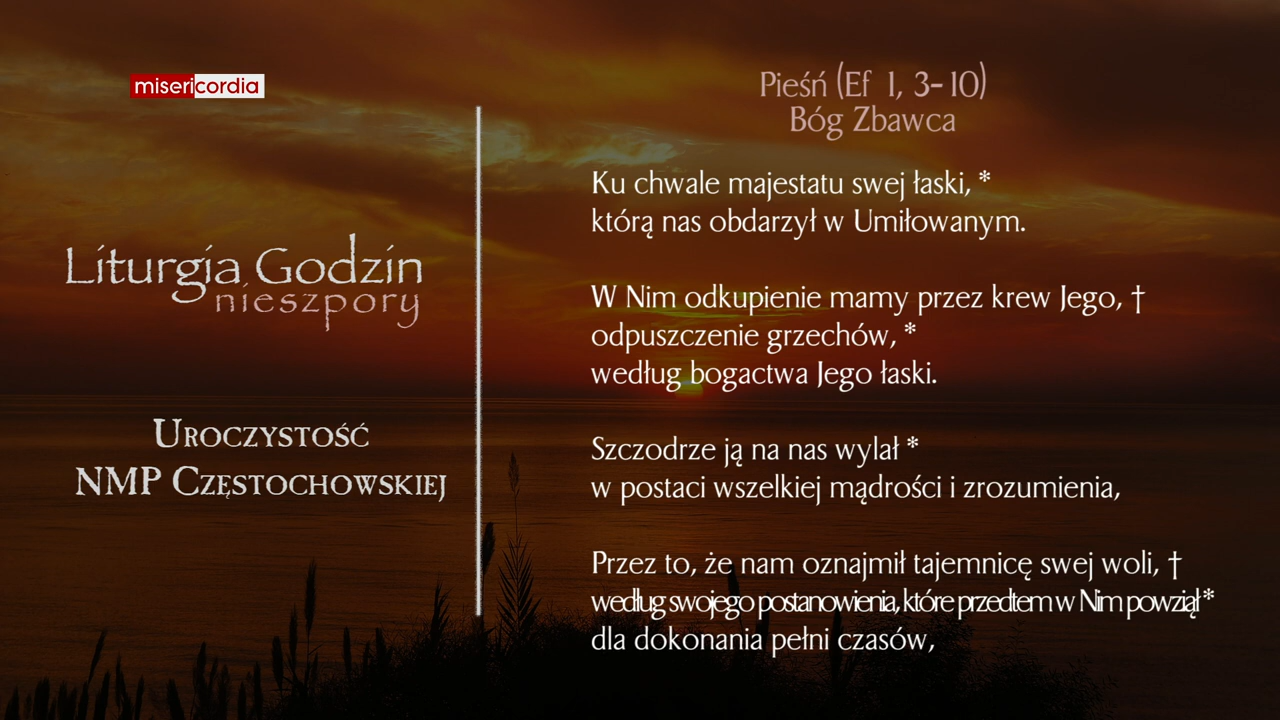 misericordia
Liturgia Godzin
nieszpory
Uroczystość
NMP Częstochowskiej
Pieśń (Ef 1, 3-10)
Bóg Zbawca
Ku chwale majestatu swej łaski, *
którą nas obdarzył w Umiłowanym.
W Nim odkupienie mamy przez krew Jego, †
odpuszczenie grzechów, *
według bogactwa Jego łaski.
Szczodrze ją na nas wylał *
w postaci wszelkiej mądrości i zrozumienia,
Przez to, że nam oznajmił tajemnicę swej woli, †
według swojego postanowienia, które przedtem w Nim powziął *
dla dokonania pełni czasów,